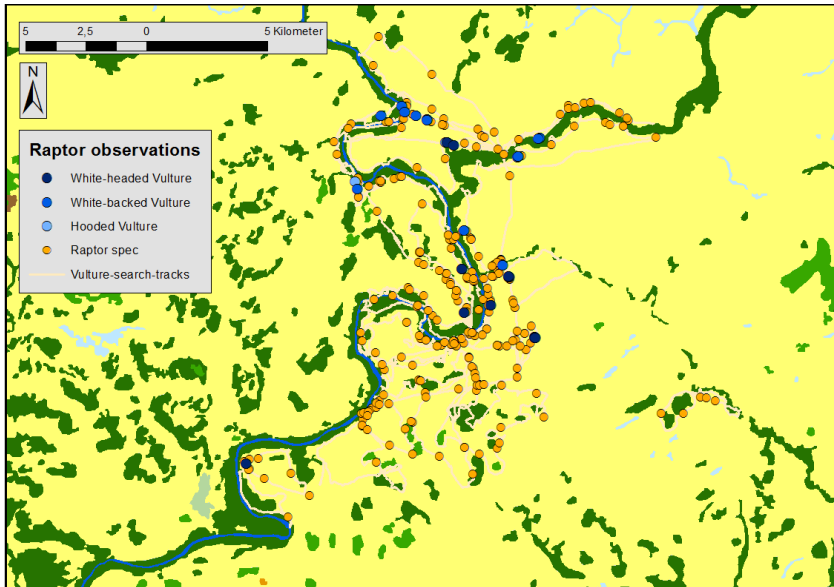 5 2,5 0 5 Kilometer
N
Raptor observations
White-headed Vulture
White-backed Vulture
Hooded Vulture
Raptor spec
Vulture-search-tracks